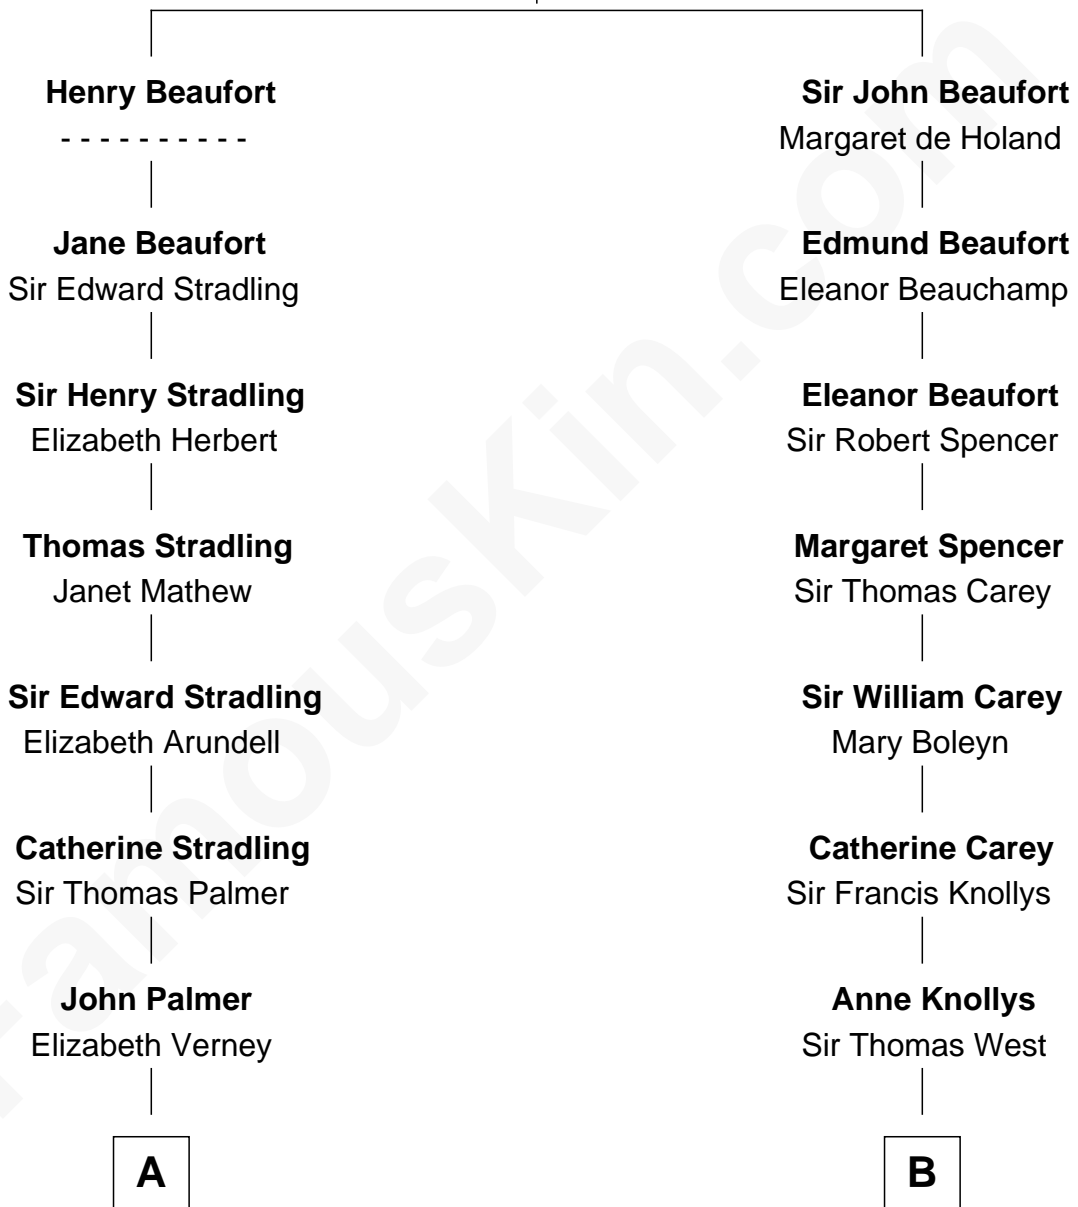 Henry Beaufort
- - - - - - - - - -
Jane Beaufort
Sir Edward Stradling
Sir Henry Stradling
Elizabeth Herbert
Thomas Stradling
Janet Mathew
Sir Edward Stradling
Elizabeth Arundell
Catherine Stradling
Sir Thomas Palmer
John Palmer
Elizabeth Verney
A
Sir John Beaufort
Margaret de Holand
Edmund Beaufort
Eleanor Beauchamp
Eleanor Beaufort
Sir Robert Spencer
Margaret Spencer
Sir Thomas Carey
Sir William Carey
Mary Boleyn
Catherine Carey
Sir Francis Knollys
Anne Knollys
Sir Thomas West
B
FamousKin.com